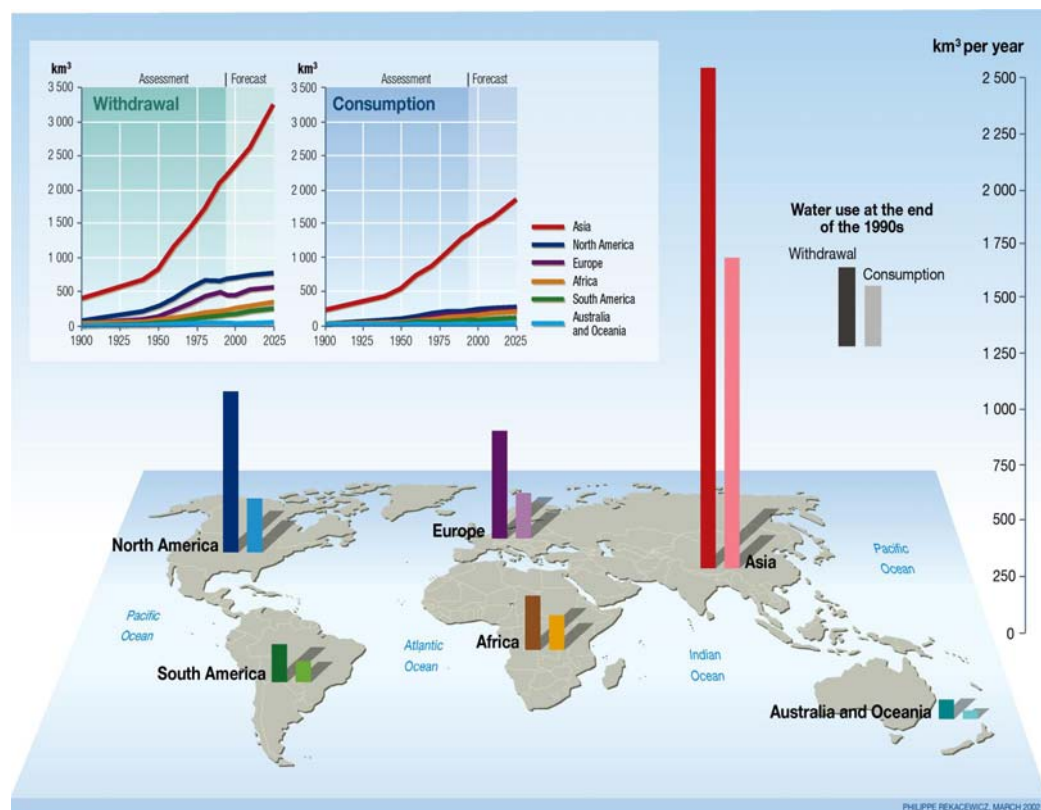 km³
Assessment
Forecast
3 500
3 000
2 500
2 000
1 500
1 000
500
0
Withdrawal
1900 1925 1950 1975 2000 2025
km³
Assessment
Forecast
3 500
3 000
2 500
2 000
1 500
1 000
500
0
Consumption
1900 1925 1950 1975 2000 2025
Asia
North America
Europe
Africa
South America
Australia
and Oceania
km³ per year
2 500
2 250
2 000
1 750
1 500
1 250
1 000
750
500
250
0
Water use at the end
of the 1990s
Withdrawal
Consumption
North America
Europe
Asia
Pacific
Ocean
Pacific
Ocean
Atlantic
Ocean
Africa
Indian
Ocean
South America
Australia and Oceania
PHILIPPE REKACEWICZ, MARCH 2002